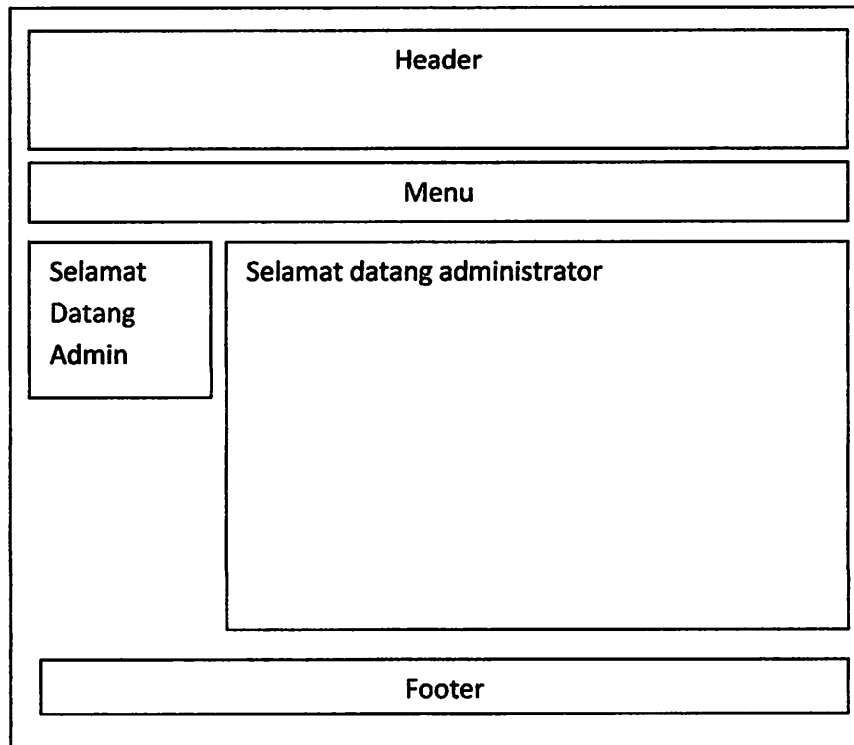 Header
Menu
Selamat
Datang
Admin
Selamat datang administrator
Footer